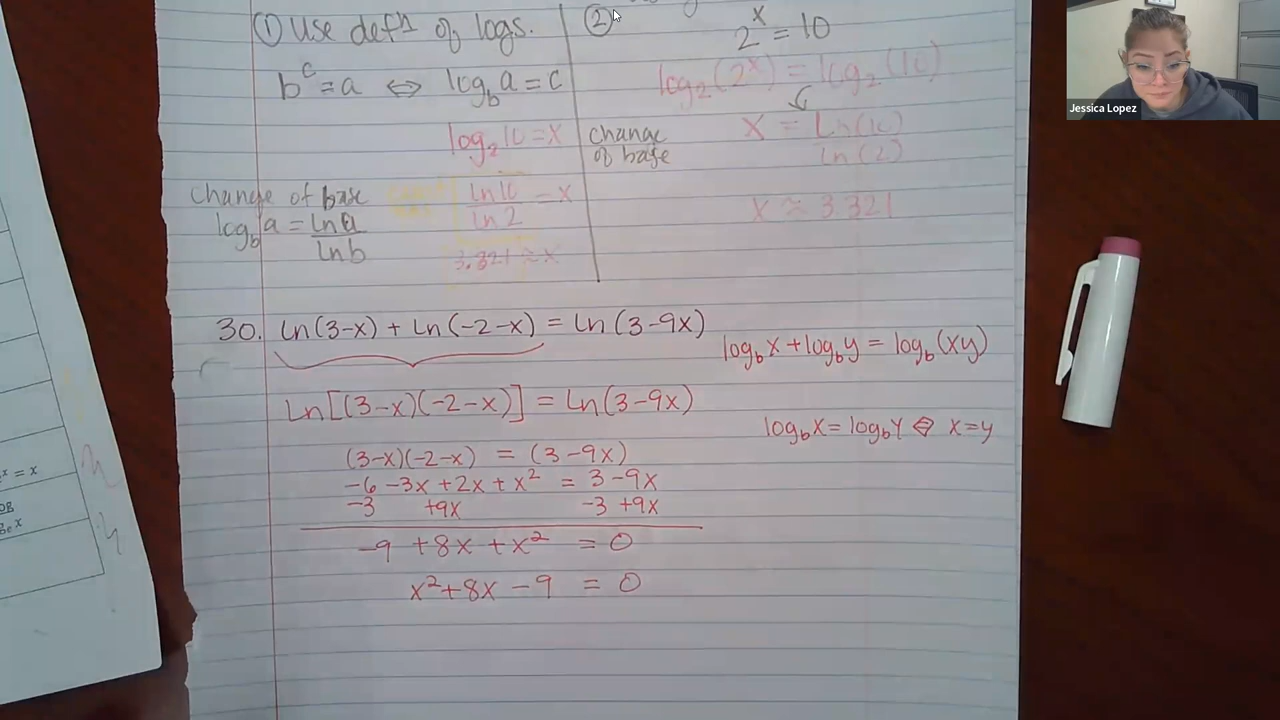 ① Use defn of logs.
b^c = a ⇔ log_b a = c
log_2 10 = x
Change of base
log_b a = ln a / ln b
ln 10 / ln 2 = x
3.321 ≈ x
②
2^x = 10
log_2(2^x) = log_2(10)
change of base
x = ln(10) / ln(2)
x ≈ 3.321
30. ln(3-x) + ln(-2-x) = ln(3-9x)
log_b x + log_b y = log_b(xy)
ln[(3-x)(-2-x)] = ln(3-9x)
log_b x = log_b y ⇔ x = y
(3-x)(-2-x) = (3-9x)
-6 -3x +2x + x² = 3 -9x
-3 +9x -3 +9x
-9 +8x + x² = 0
x² + 8x - 9 = 0
Jessica Lopez
x = x